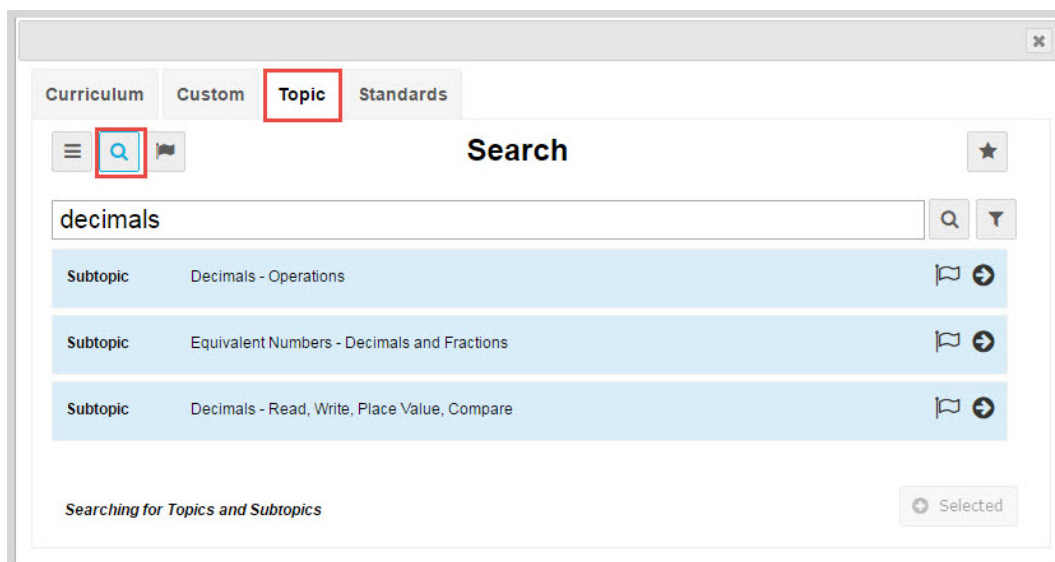 Curriculum Custom Topic Standards
Search
decimals
Subtopic Decimals - Operations
Subtopic Equivalent Numbers - Decimals and Fractions
Subtopic Decimals - Read, Write, Place Value, Compare
Searching for Topics and Subtopics Selected